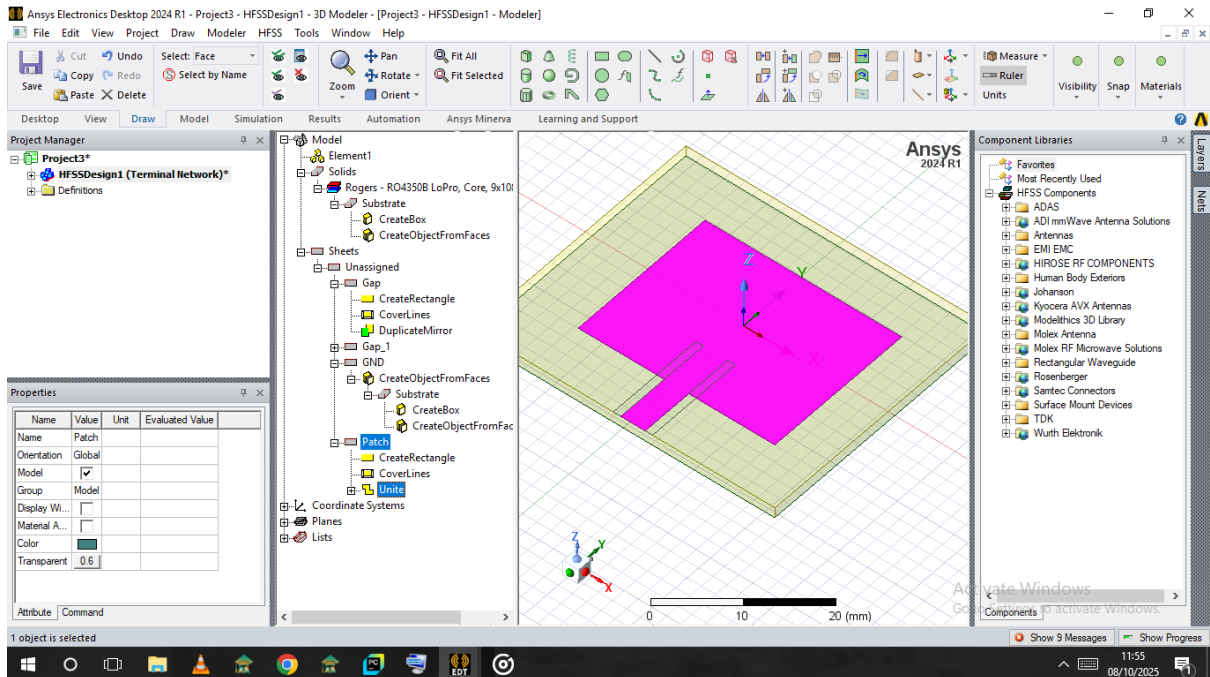 Ansys Electronics Desktop 2024 R1 - Project3 - HFSSDesign1 - 3D Modeler - [Project3 - HFSSDesign1 - Modeler]
File Edit View Project Draw Modeler HFSS Tools Window Help
Save
Cut
Copy
Paste
Undo
Redo
Delete
Select: Face
Select by Name
Zoom
Pan
Rotate
Orient
Fit All
Fit Selected
Measure
Ruler
Units
Visibility
Snap
Materials
Desktop View Draw Model Simulation Results Automation Ansys Minerva Learning and Support
Project Manager
Project3*
HFSSDesign1 (Terminal Network)*
Definitions
Properties
Name Value Unit Evaluated Value
Name Patch
Orientation Global
Model
Group Model
Display Wi...
Material A...
Color
Transparent 0.6
Attribute Command
Model
Element1
Solids
Rogers - RO4350B LoPro, Core, 9x10
Substrate
CreateBox
CreateObjectFromFaces
Sheets
Unassigned
Gap
CreateRectangle
CoverLines
DuplicateMirror
Gap_1
GND
CreateObjectFromFaces
Substrate
CreateBox
CreateObjectFromFac
Patch
CreateRectangle
CoverLines
Unite
Coordinate Systems
Planes
Lists
Ansys
2024 R1
Z
Y
X
Z
Y
X
0 10 20 (mm)
Component Libraries
Favorites
Most Recently Used
HFSS Components
ADAS
ADI mmWave Antenna Solutions
Antennas
EMI EMC
HIROSE RF COMPONENTS
Human Body Exteriors
Johanson
Kyocera AVX Antennas
Modelithics 3D Library
Molex Antenna
Molex RF Microwave Solutions
Rectangular Waveguide
Rosenberger
Samtec Connectors
Surface Mount Devices
TDK
Wurth Elektronik
Components
Layers
Nets
Activate Windows
Go to Settings to activate Windows.
1 object is selected
Show 9 Messages
Show Progress
PC
EDT
11:55
08/10/2025
1